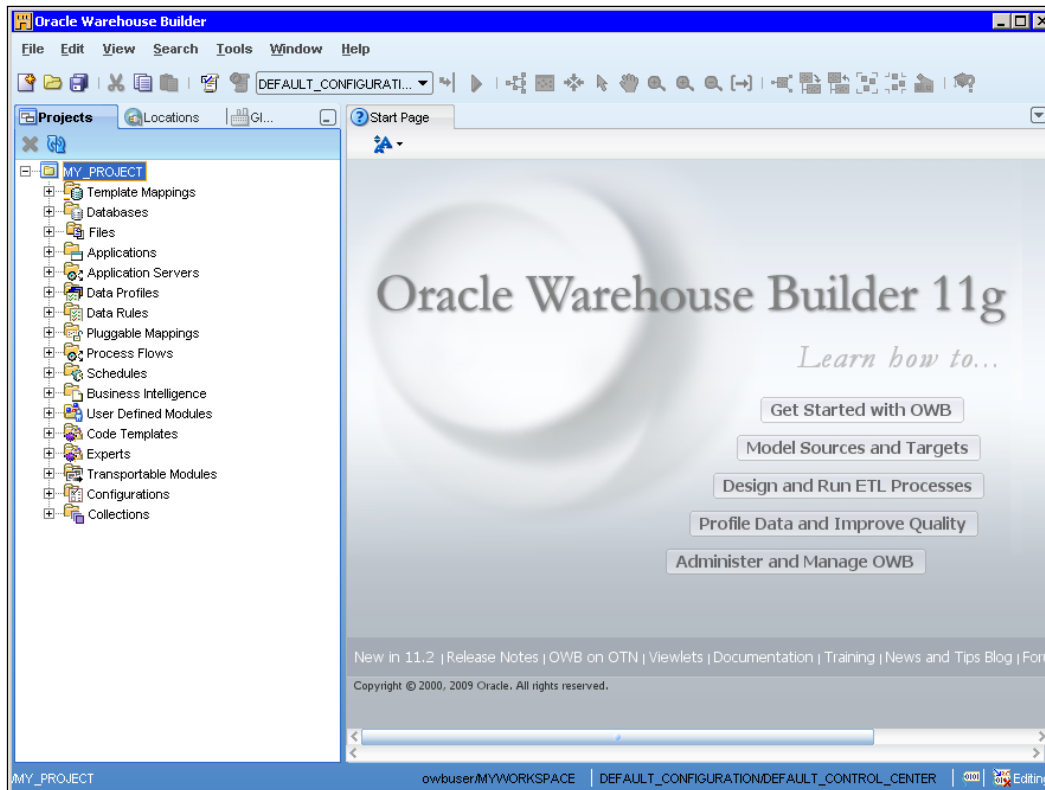 Oracle Warehouse Builder
File Edit View Search Tools Window Help
DEFAULT_CONFIGURATI...
Projects Locations Gl... Start Page
MY_PROJECT
Template Mappings
Databases
Files
Applications
Application Servers
Data Profiles
Data Rules
Pluggable Mappings
Process Flows
Schedules
Business Intelligence
User Defined Modules
Code Templates
Experts
Transportable Modules
Configurations
Collections
Oracle Warehouse Builder 11g
Learn how to...
Get Started with OWB
Model Sources and Targets
Design and Run ETL Processes
Profile Data and Improve Quality
Administer and Manage OWB
New in 11.2 | Release Notes | OWB on OTN | Viewlets | Documentation | Training | News and Tips Blog | Foru
Copyright © 2000, 2009 Oracle. All rights reserved.
/MY_PROJECT owbuser/MYWORKSPACE DEFAULT_CONFIGURATION/DEFAULT_CONTROL_CENTER Editing